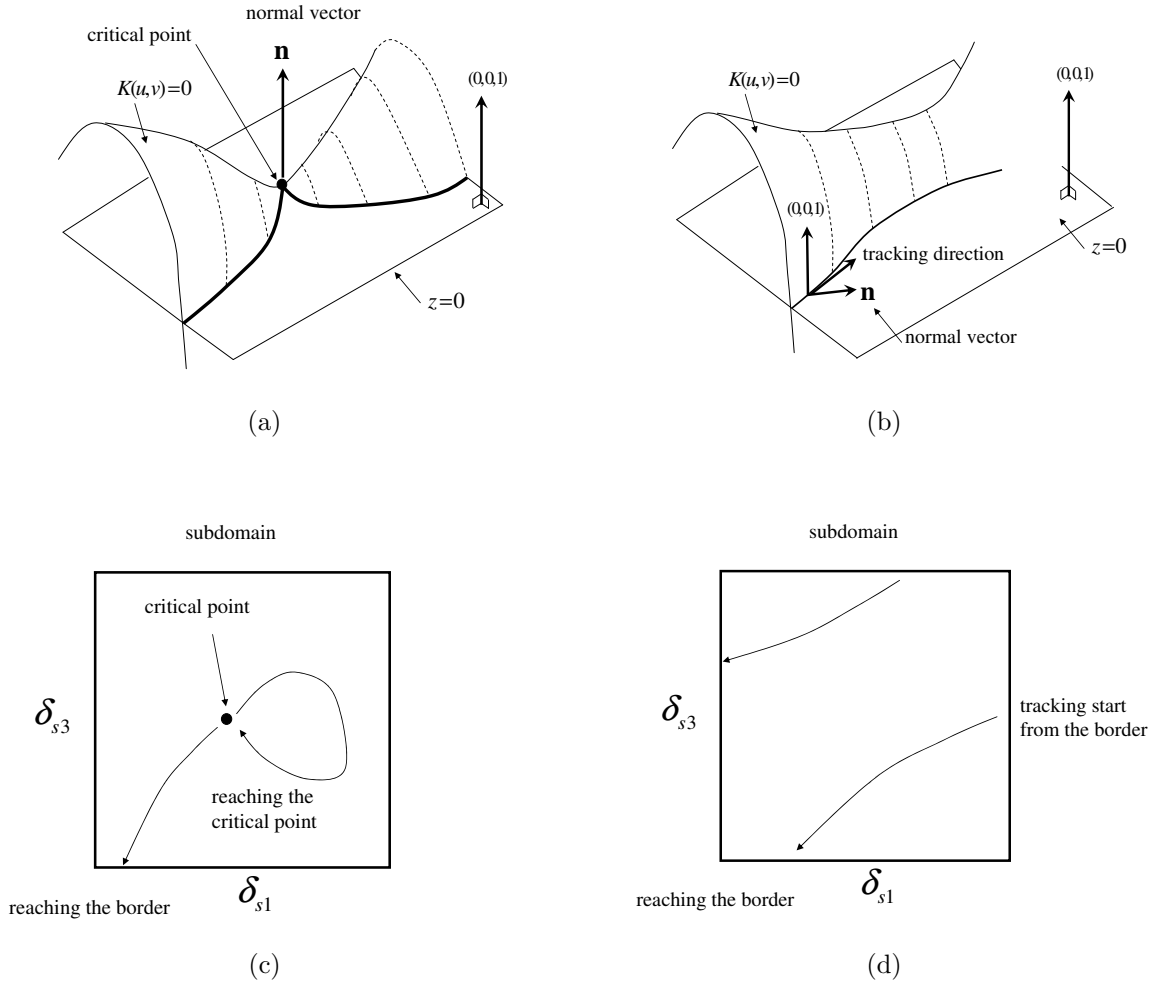 normal vector
critical point
n
K(u,v)=0
(0,0,1)
z=0
(a)
K(u,v)=0
(0,0,1)
(0,0,1)
z=0
tracking direction
n
normal vector
(b)
subdomain
critical point
δs3
reaching the
critical point
δs1
reaching the border
(c)
subdomain
δs3
tracking start
from the border
δs1
reaching the border
(d)